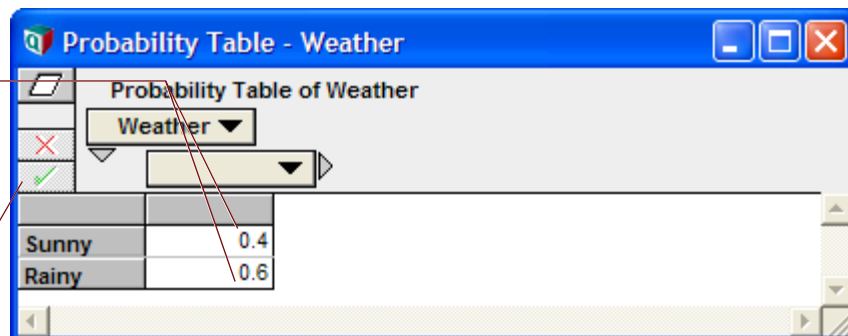 Probability Table - Weather
Probability Table of Weather
Weather
Sunny 0.4
Rainy 0.6